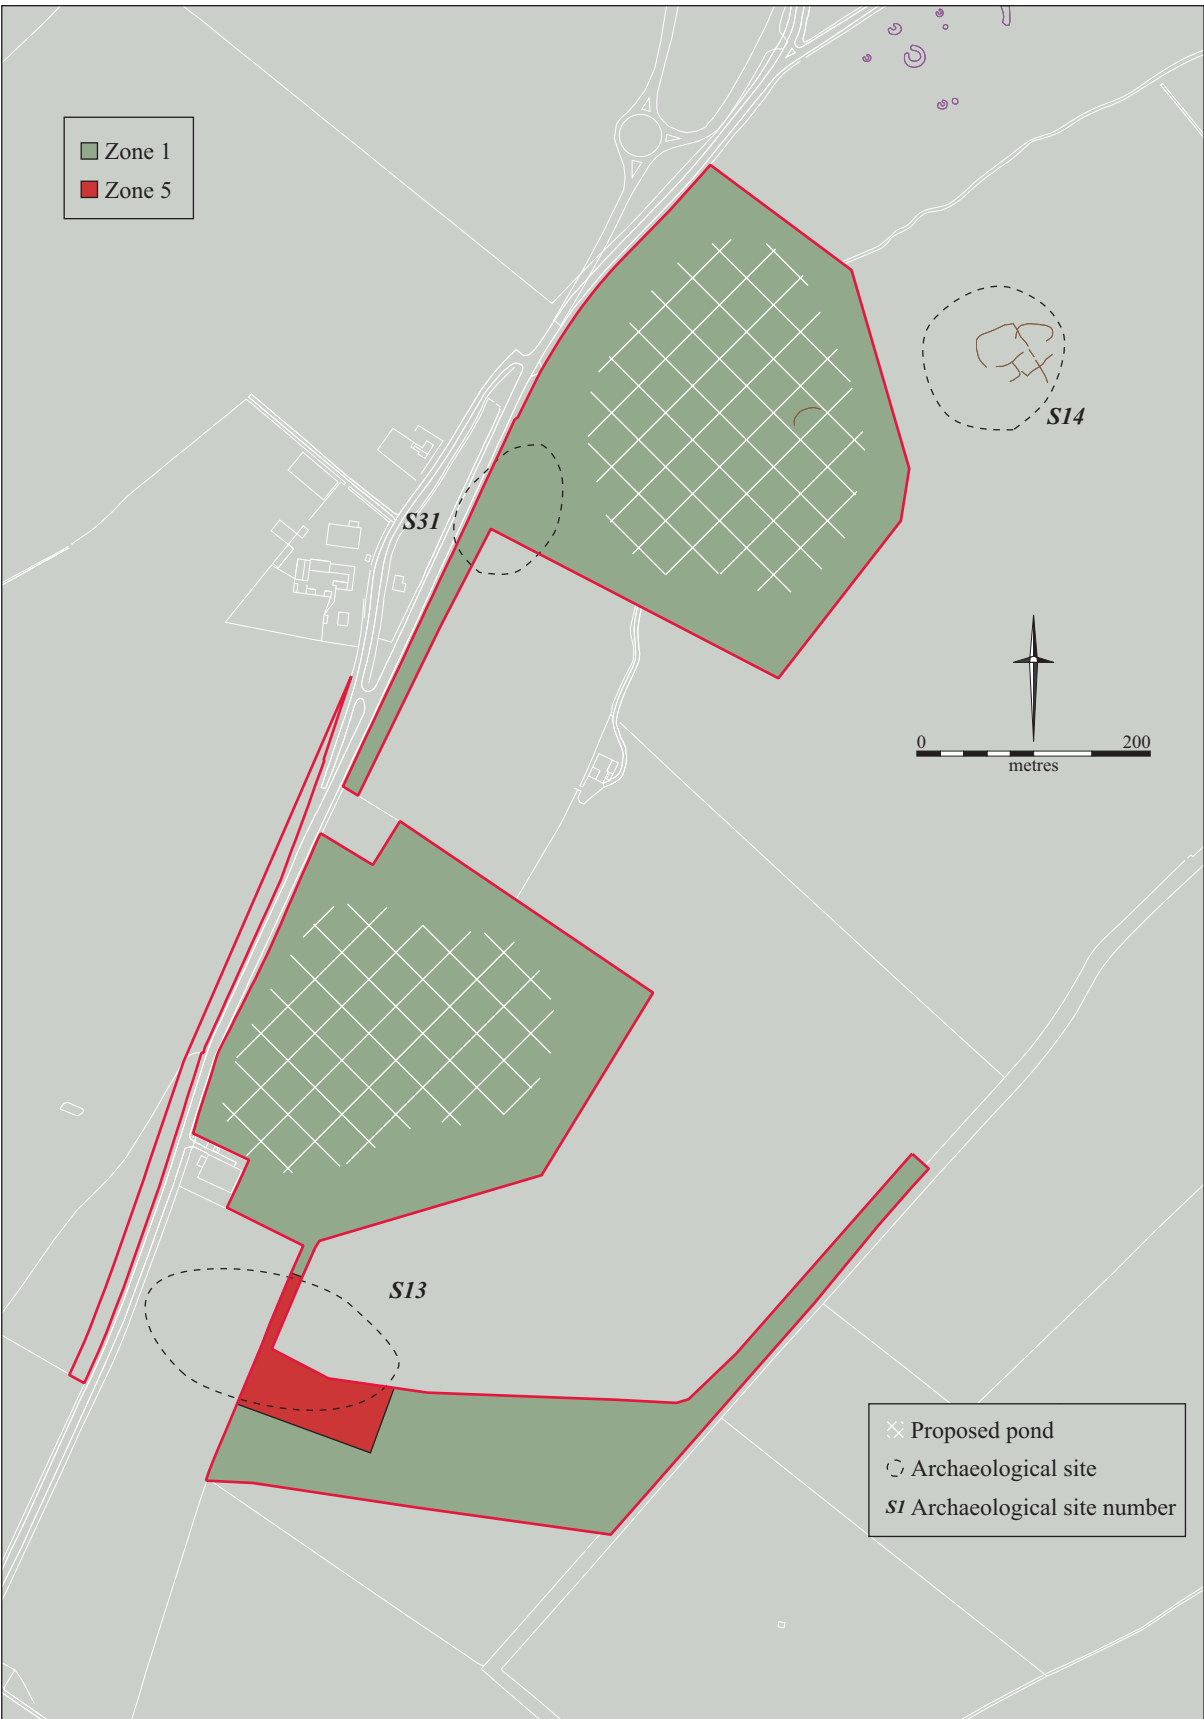 Zone 1
Zone 5
S14
S31
0 200
metres
S13
Proposed pond
Archaeological site
S1 Archaeological site number